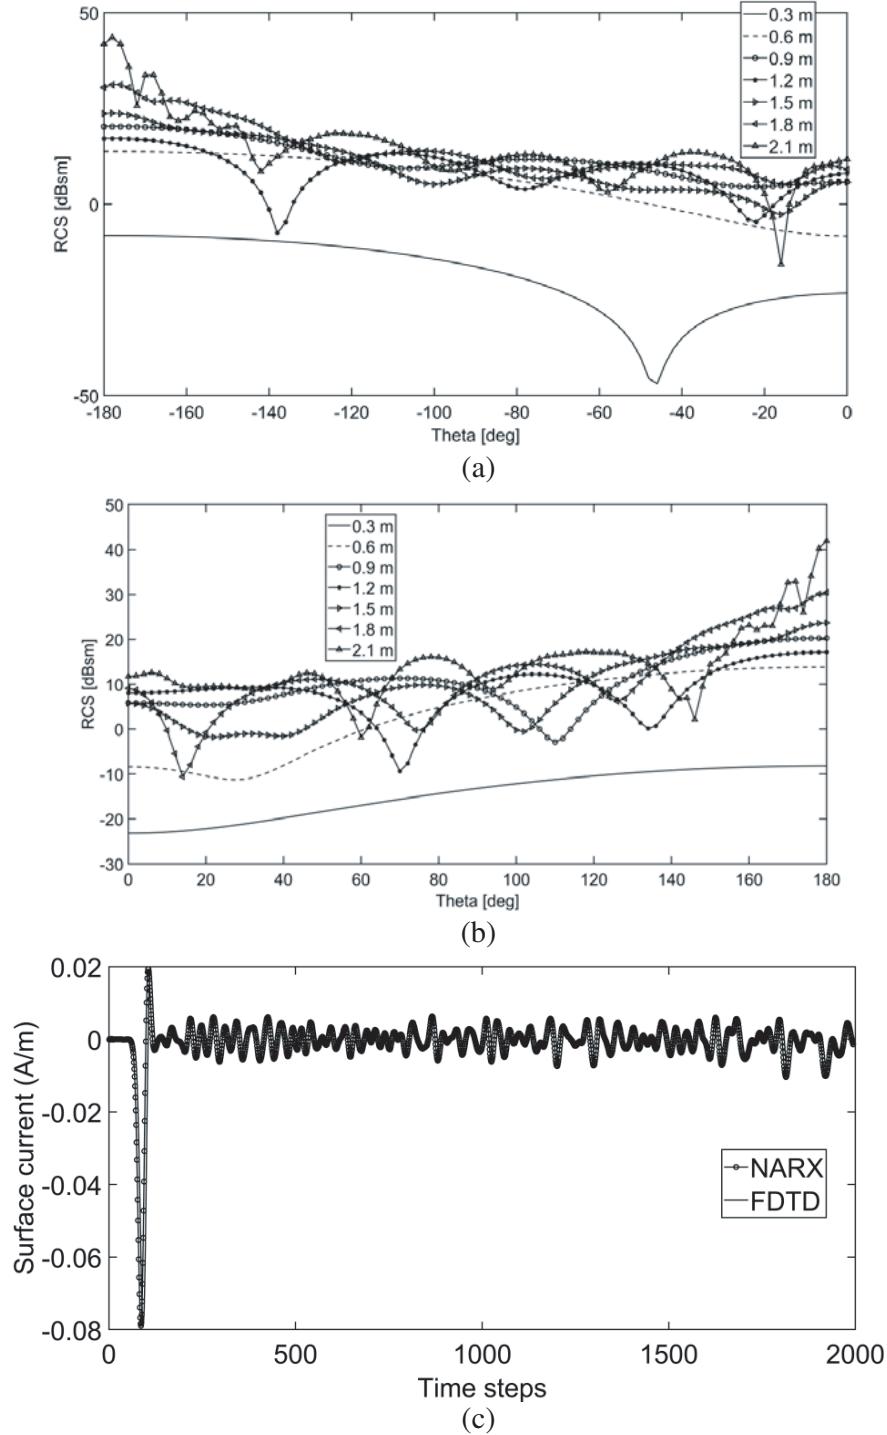 50
0
-50
RCS [dBsm]
0.3 m
0.6 m
0.9 m
1.2 m
1.5 m
1.8 m
2.1 m
-180 -160 -140 -120 -100 -80 -60 -40 -20 0
Theta [deg]
(a)
50
40
30
20
10
0
-10
-20
-30
RCS [dBsm]
0.3 m
0.6 m
0.9 m
1.2 m
1.5 m
1.8 m
2.1 m
0 20 40 60 80 100 120 140 160 180
Theta [deg]
(b)
0.02
0
-0.02
-0.04
-0.06
-0.08
Surface current (A/m)
NARX
FDTD
0 500 1000 1500 2000
Time steps
(c)